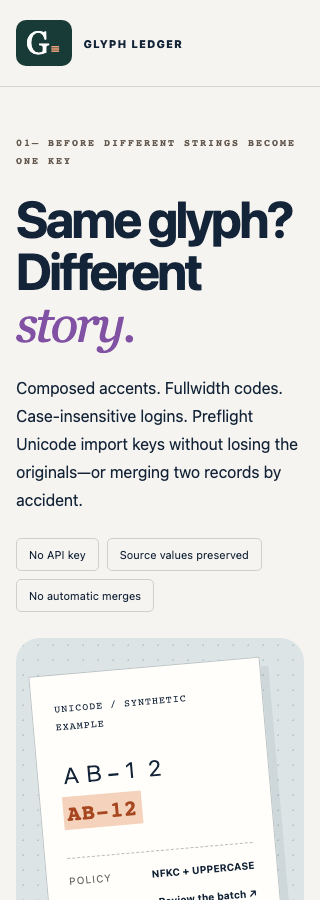 G
GLYPH LEDGER
01— BEFORE DIFFERENT STRINGS BECOME
ONE KEY
Same glyph?
Different
story.
Composed accents. Fullwidth codes.
Case-insensitive logins. Preflight
Unicode import keys without losing the
originals—or merging two records by
accident.
No API key
Source values preserved
No automatic merges
UNICODE / SYNTHETIC
EXAMPLE
AB-12
AB-12
POLICY
NFKC + UPPERCASE
Review the batch ↗